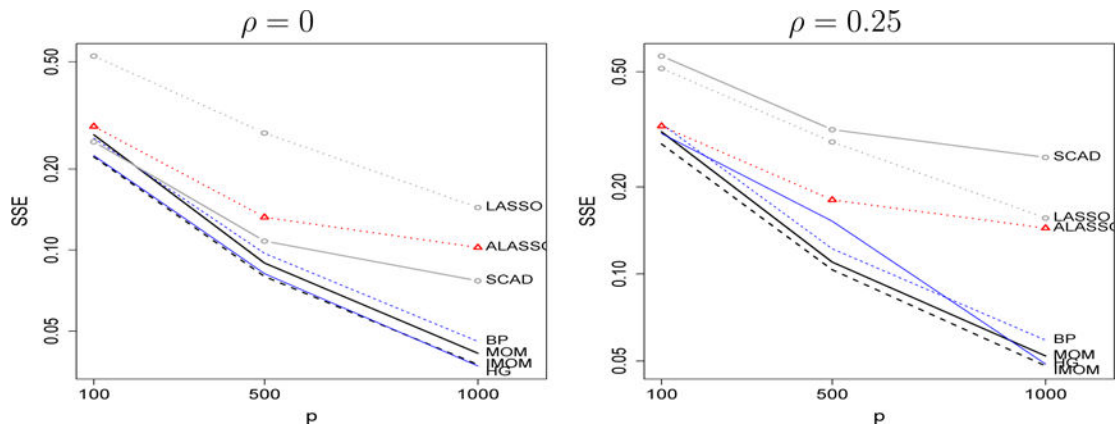 ρ = 0
SSE
0.50
0.20
0.10
0.05
LASSO
ALASSO
SCAD
BP
MOM
IMOM
HG
100
500
1000
p
ρ = 0.25
SSE
0.50
0.20
0.10
0.05
SCAD
LASSO
ALASSO
BP
MOM
HG
IMOM
100
500
1000
p